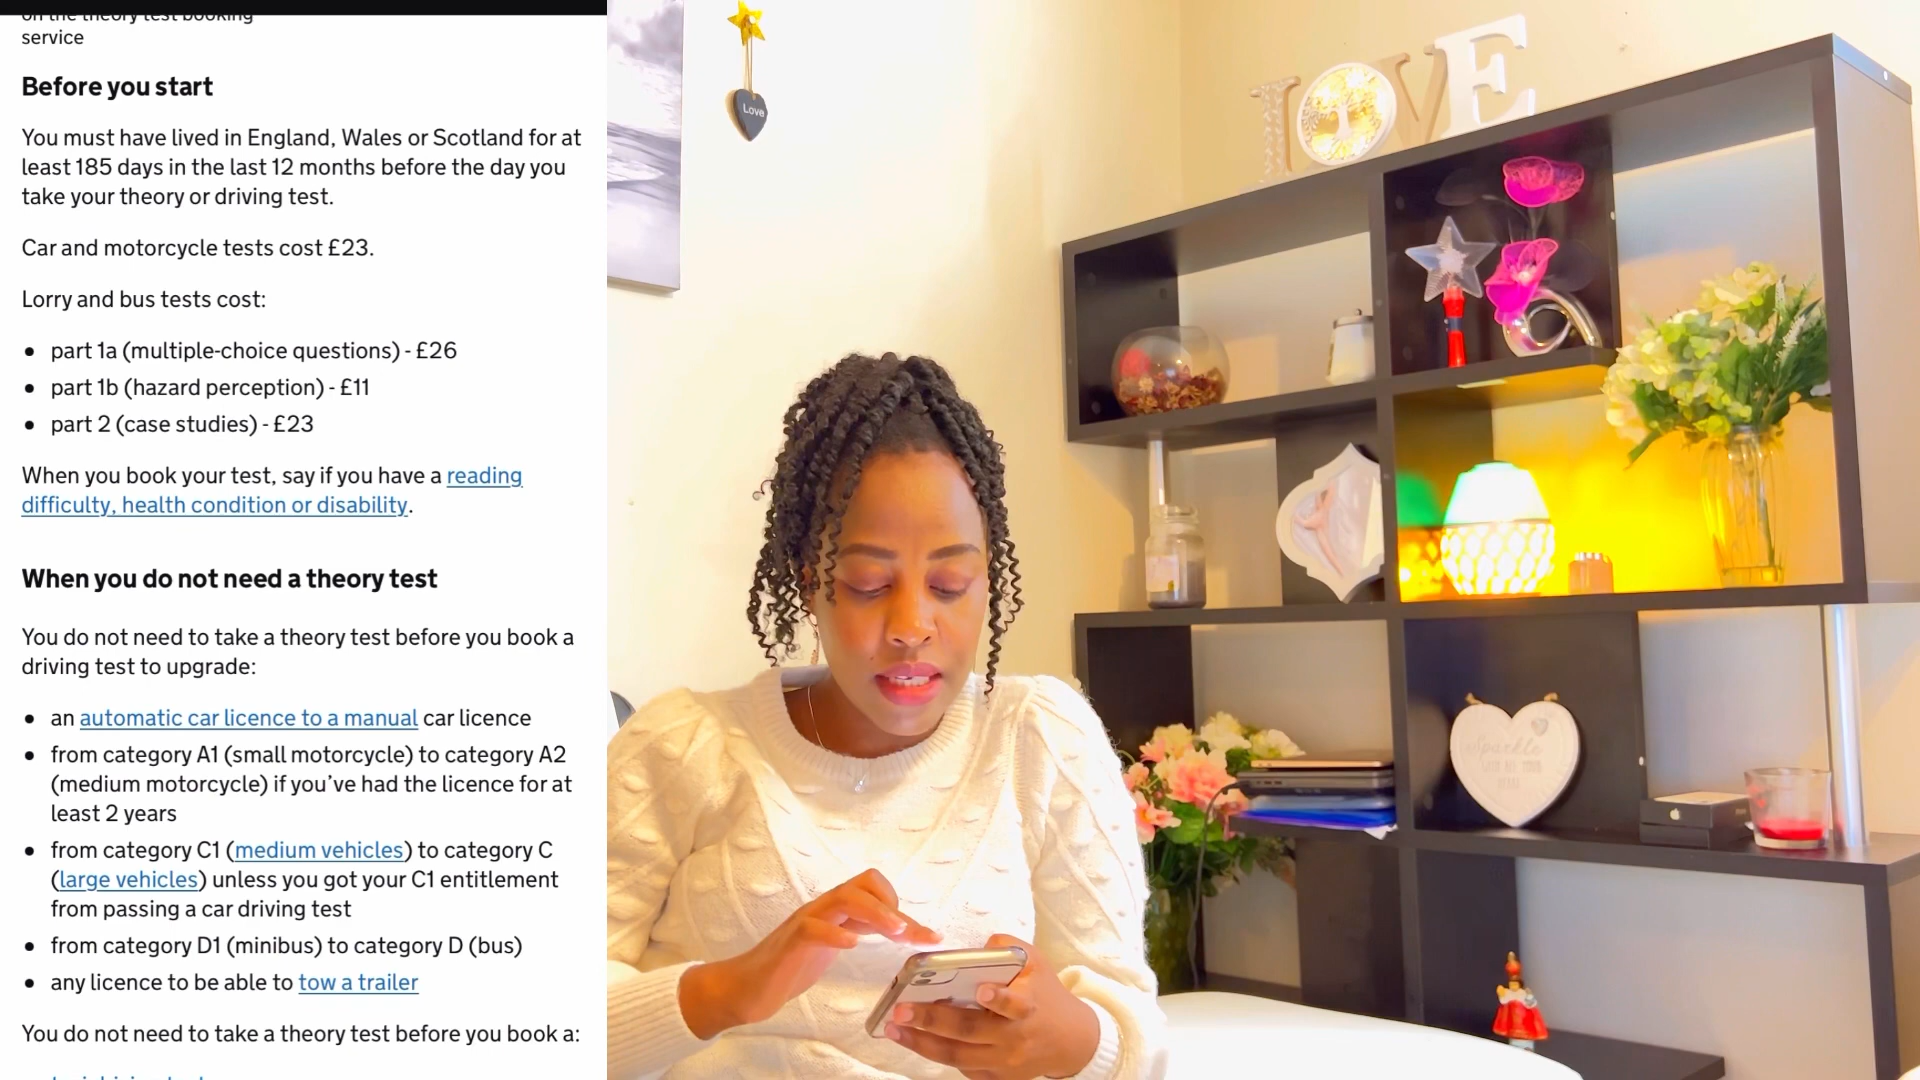 on the theory test booking
service
Before you start
You must have lived in England, Wales or Scotland for at
least 185 days in the last 12 months before the day you
take your theory or driving test.
Car and motorcycle tests cost £23.
Lorry and bus tests cost:
• part 1a (multiple-choice questions) - £26
• part 1b (hazard perception) - £11
• part 2 (case studies) - £23
When you book your test, say if you have a reading
difficulty, health condition or disability.
When you do not need a theory test
You do not need to take a theory test before you book a
driving test to upgrade:
• an automatic car licence to a manual car licence
• from category A1 (small motorcycle) to category A2
(medium motorcycle) if you’ve had the licence for at
least 2 years
• from category C1 (medium vehicles) to category C
(large vehicles) unless you got your C1 entitlement
from passing a car driving test
• from category D1 (minibus) to category D (bus)
• any licence to be able to tow a trailer
You do not need to take a theory test before you book a:
Love
LOVE
Sparkle